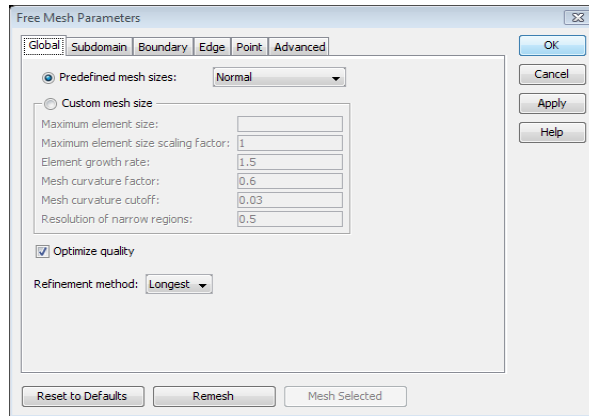 Free Mesh Parameters
Global Subdomain Boundary Edge Point Advanced
OK
Cancel
Apply
Help
Predefined mesh sizes: Normal
Custom mesh size
Maximum element size:
Maximum element size scaling factor: 1
Element growth rate: 1.5
Mesh curvature factor: 0.6
Mesh curvature cutoff: 0.03
Resolution of narrow regions: 0.5
Optimize quality
Refinement method: Longest
Reset to Defaults Remesh Mesh Selected